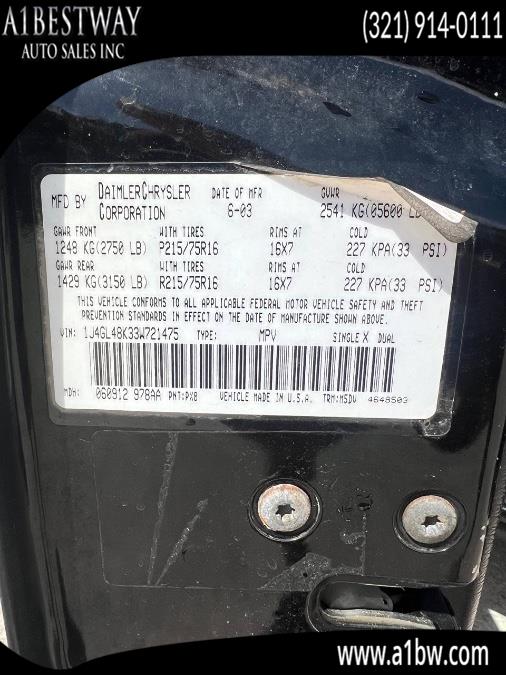 A1BESTWAY
AUTO SALES INC
(321) 914-0111
MFD BY DAIMLERCHRYSLER CORPORATION
DATE OF MFR 6-03
GVWR 2541 KG(05600 LB
GAWR FRONT WITH TIRES RIMS AT COLD
1248 KG(2750 LB) P215/75R16 16X7 227 KPA(33 PSI)
GAWR REAR WITH TIRES RIMS AT COLD
1429 KG(3150 LB) R215/75R16 16X7 227 KPA(33 PSI)
THIS VEHICLE CONFORMS TO ALL APPLICABLE FEDERAL MOTOR VEHICLE SAFETY AND THEFT
PREVENTION STANDARDS IN EFFECT ON THE DATE OF MANUFACTURE SHOWN ABOVE.
VIN: 1J4GL48K33W721475 TYPE: MPV SINGLE X DUAL
MDH: 060912 978AA PNT:PX8 VEHICLE MADE IN U.S.A. TRM:MSDV 4648503
www.a1bw.com